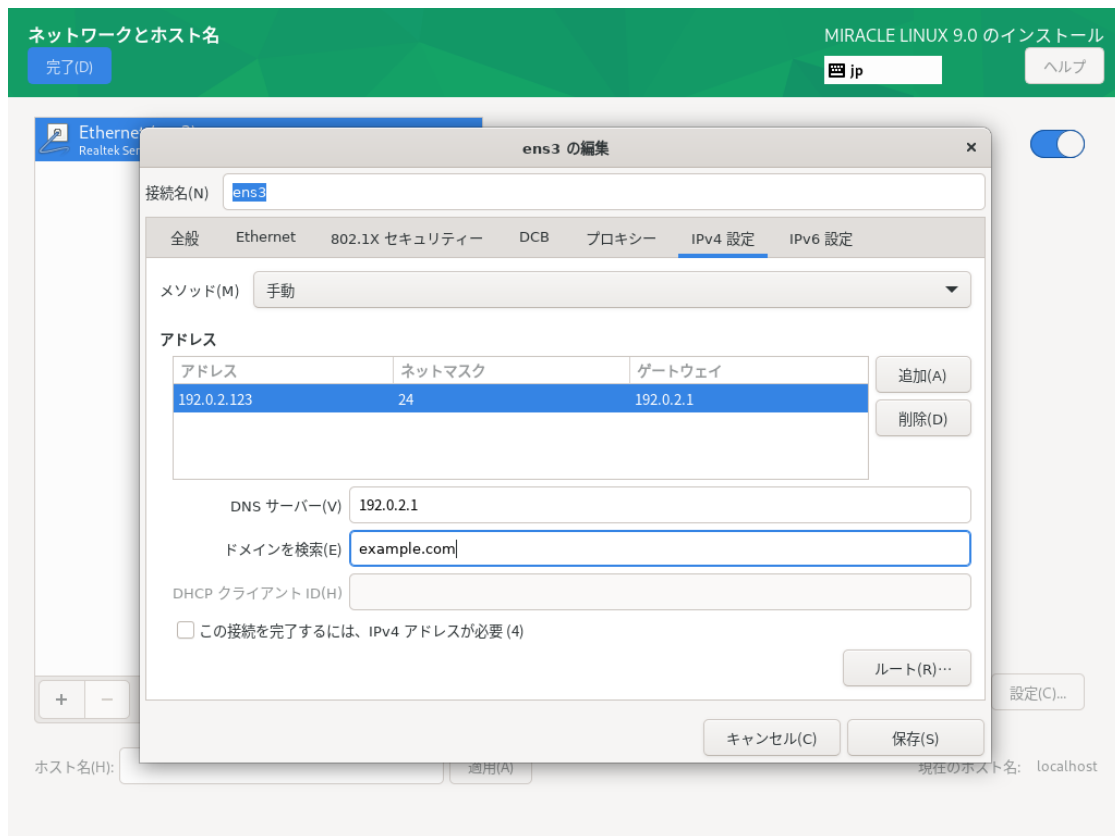 ネットワークとホスト名
MIRACLE LINUX 9.0 のインストール
完了(D)
jp
ヘルプ
Ethernet
Realtek Ser
ens3 の編集
接続名(N) ens3
全般 Ethernet 802.1X セキュリティー DCB プロキシー IPv4 設定 IPv6 設定
メソッド(M) 手動
アドレス
アドレス ネットマスク ゲートウェイ
192.0.2.123 24 192.0.2.1
追加(A)
削除(D)
DNS サーバー(V) 192.0.2.1
ドメインを検索(E) example.com
DHCP クライアント ID(H)
この接続を完了するには、IPv4 アドレスが必要 (4)
ルート(R)…
+ − 設定(C)...
キャンセル(C) 保存(S)
ホスト名(H): 適用(A) 現在のホスト名: localhost